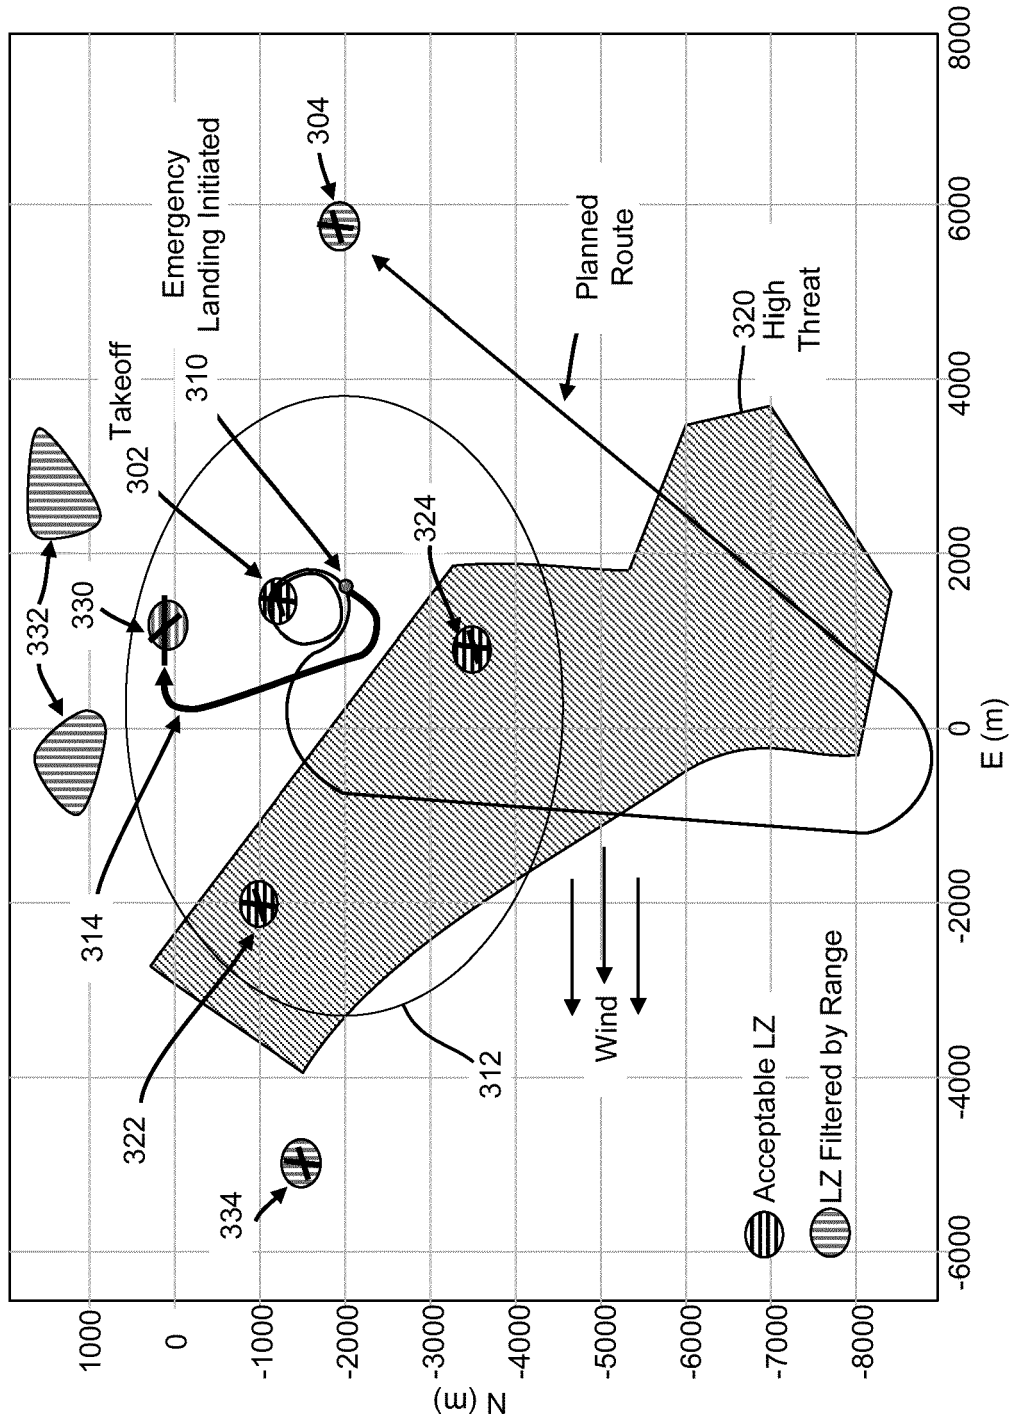 332
330
Takeoff
302
Emergency
Landing Initiated
310
304
314
324
Planned
Route
320
High
Threat
322
334
312
Wind
Acceptable LZ
LZ Filtered by Range
1000
0
-1000
-2000
-3000
-4000
-5000
-6000
-7000
-8000
N (m)
-6000
-4000
-2000
0
2000
4000
6000
8000
E (m)